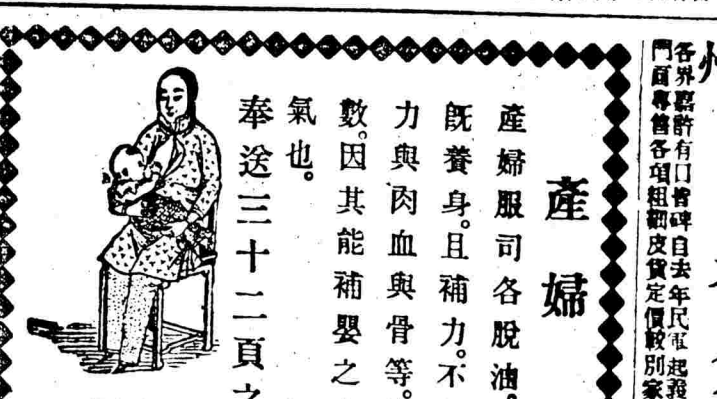 各界嘉許有口皆碑自去年民軍起義
門面專售各項粗細皮貨定價較別家
產婦
產婦服司各脫油。
既養身。且補力。不
力與肉血與骨等。
數。因其能補嬰之
氣也。
奉送三十二頁之